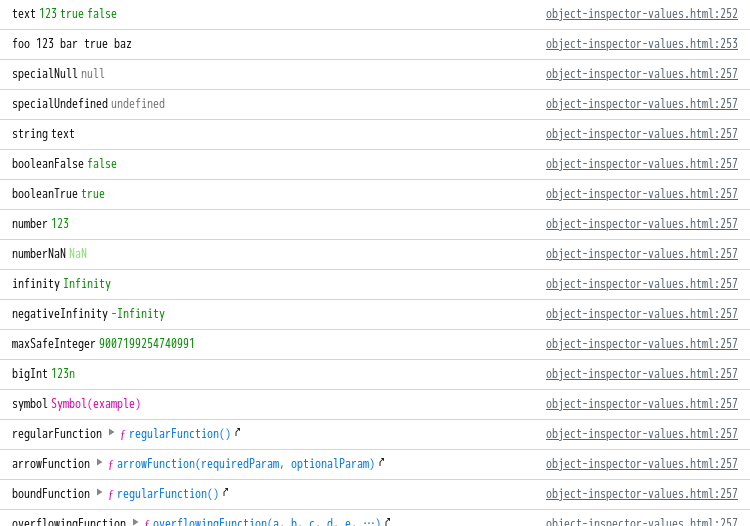 text 123 true false object-inspector-values.html:252
foo 123 bar true baz object-inspector-values.html:253
specialNull null object-inspector-values.html:257
specialUndefined undefined object-inspector-values.html:257
string text object-inspector-values.html:257
booleanFalse false object-inspector-values.html:257
booleanTrue true object-inspector-values.html:257
number 123 object-inspector-values.html:257
numberNaN NaN object-inspector-values.html:257
infinity Infinity object-inspector-values.html:257
negativeInfinity -Infinity object-inspector-values.html:257
maxSafeInteger 9007199254740991 object-inspector-values.html:257
bigInt 123n object-inspector-values.html:257
symbol Symbol(example) object-inspector-values.html:257
regularFunction ƒ regularFunction() object-inspector-values.html:257
arrowFunction ƒ arrowFunction(requiredParam, optionalParam) object-inspector-values.html:257
boundFunction ƒ regularFunction() object-inspector-values.html:257
overflowingFunction ƒ overflowingFunction(a, b, c, d, e, …) object-inspector-values.html:257